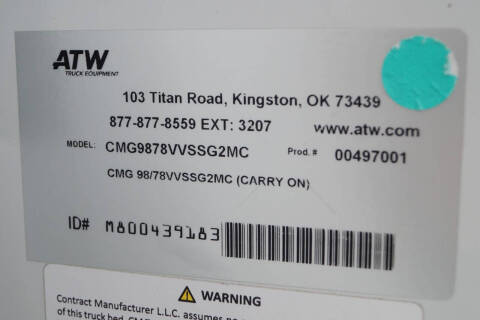 ATW
TRUCK EQUIPMENT
103 Titan Road, Kingston, OK 73439
877-877-8559 EXT: 3207 www.atw.com
MODEL: CMG9878VVSSG2MC Prod. # 00497001
CMG 98/78VVSSG2MC (CARRY ON)
ID# M800439183
WARNING
Contract Manufacturer L.L.C. assumes no
of this truck bed.